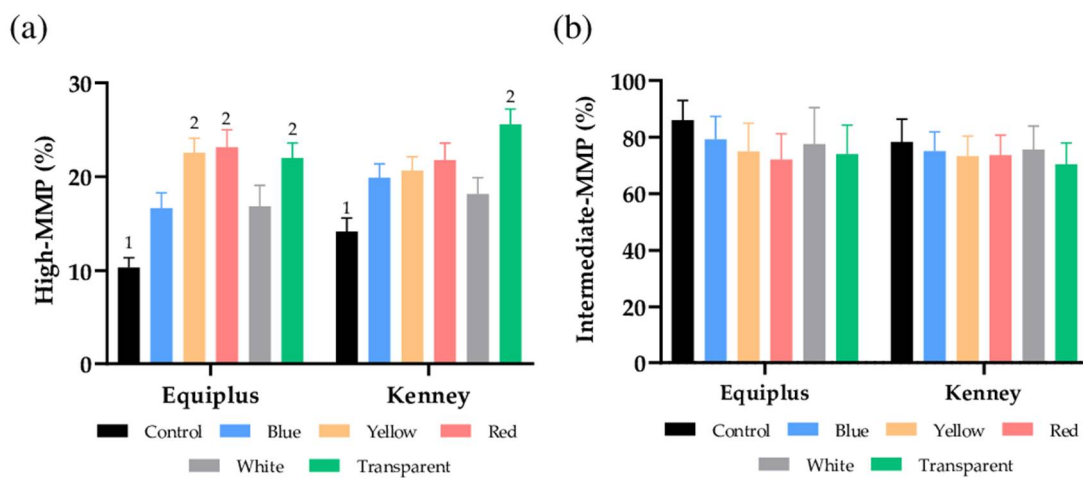 (a)
High-MMP (%)
30
20
10
0
1
2
2
2
1
2
Equiplus Kenney
Control Blue Yellow Red
White Transparent
(b)
Intermediate-MMP (%)
100
80
60
40
20
0
Equiplus Kenney
Control Blue Yellow Red
White Transparent